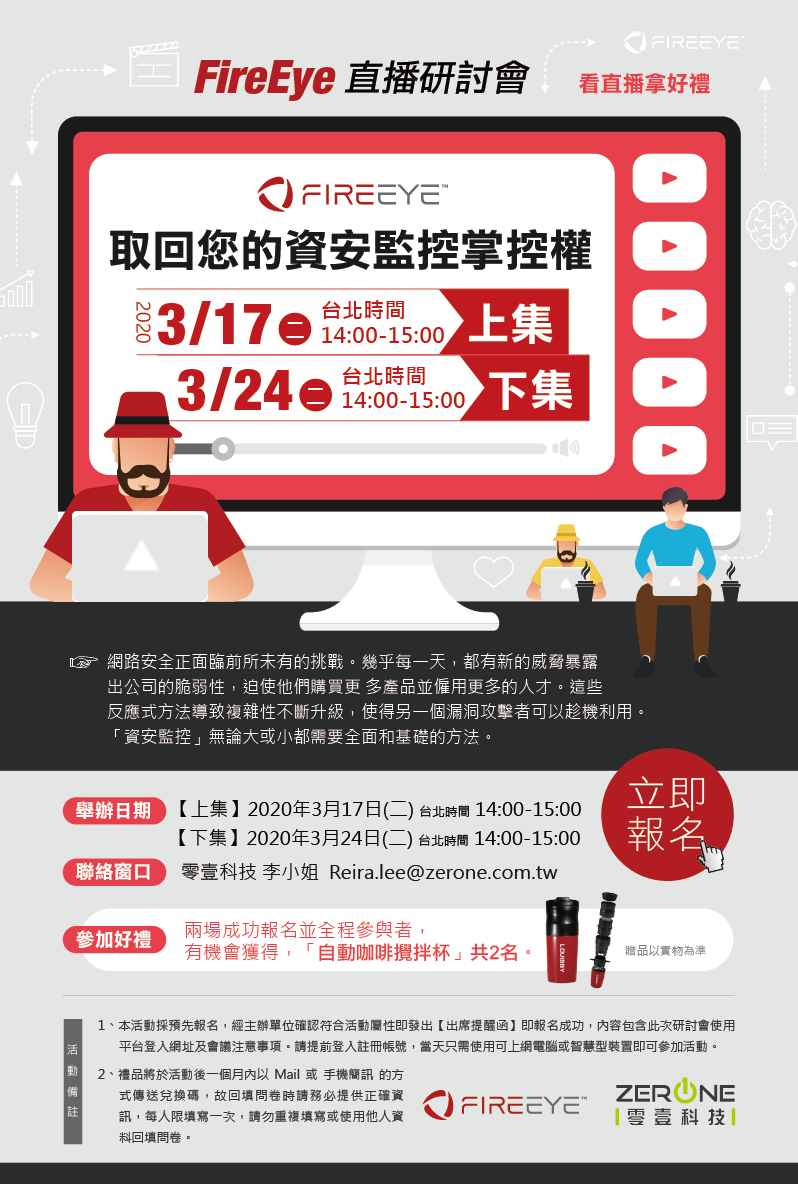 FIREEYE™
FireEye 直播研討會
看直播拿好禮
FIREEYE™
取回您的資安監控掌控權
2020
3/17 二 台北時間 14:00-15:00 上集
3/24 二 台北時間 14:00-15:00 下集
網路安全正面臨前所未有的挑戰。幾乎每一天，都有新的威脅暴露
出公司的脆弱性，迫使他們購買更 多產品並僱用更多的人才。這些
反應式方法導致複雜性不斷升級，使得另一個漏洞攻擊者可以趁機利用。
「資安監控」無論大或小都需要全面和基礎的方法。
立即
報名
舉辦日期 【上集】2020年3月17日(二) 台北時間 14:00-15:00
【下集】2020年3月24日(二) 台北時間 14:00-15:00
聯絡窗口 零壹科技 李小姐 Reira.lee@zerone.com.tw
參加好禮
兩場成功報名並全程參與者，
有機會獲得，「自動咖啡攪拌杯」共2名。
贈品以實物為準
活動備註
1、本活動採預先報名，經主辦單位確認符合活動屬性即發出【出席提醒函】即報名成功，內容包含此次研討會使用
平台登入網址及會議注意事項。請提前登入註冊帳號，當天只需使用可上網電腦或智慧型裝置即可參加活動。
2、禮品將於活動後一個月內以 Mail 或 手機簡訊 的方
式傳送兌換碼，故回填問卷時請務必提供正確資
訊，每人限填寫一次，請勿重複填寫或使用他人資
料回填問卷。
FIREEYE™
ZERONE
零壹科技